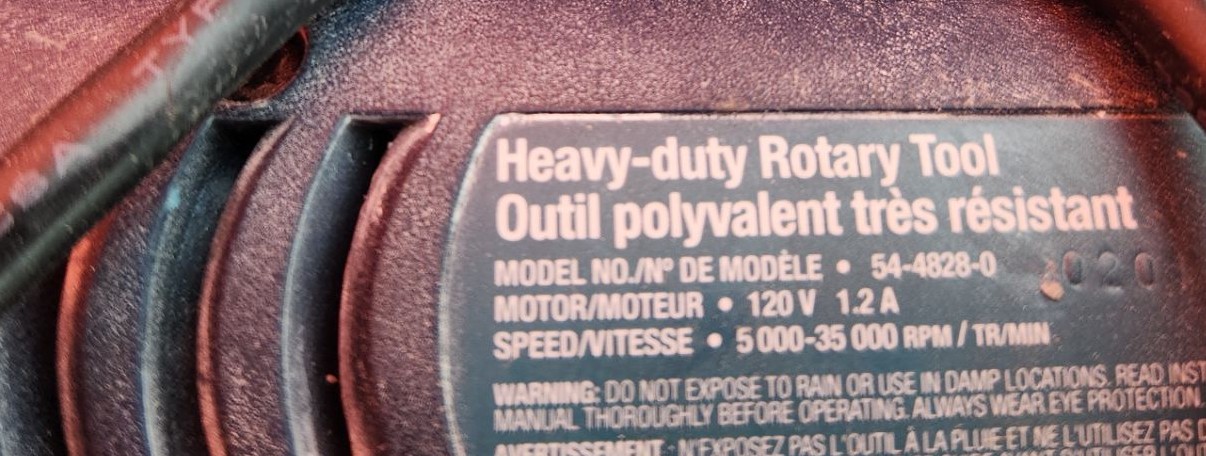 Heavy-duty Rotary Tool
Outil polyvalent très résistant
MODEL NO./Nº DE MODÈLE • 54-4828-0
020
MOTOR/MOTEUR • 120 V 1.2 A
SPEED/VITESSE • 5 000-35 000 RPM / TR/MIN
WARNING: DO NOT EXPOSE TO RAIN OR USE IN DAMP LOCATIONS. READ INST
MANUAL THOROUGHLY BEFORE OPERATING. ALWAYS WEAR EYE PROTECTION.
AVERTISSEMENT : N'EXPOSEZ PAS L'OUTIL À LA PLUIE ET NE L'UTILISEZ PAS D